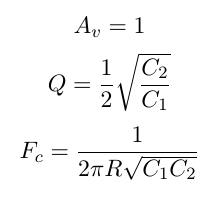 A_v = 1
Q = \frac{1}{2}\sqrt{\frac{C_2}{C_1}}
F_c = \frac{1}{2\pi R\sqrt{C_1 C_2}}